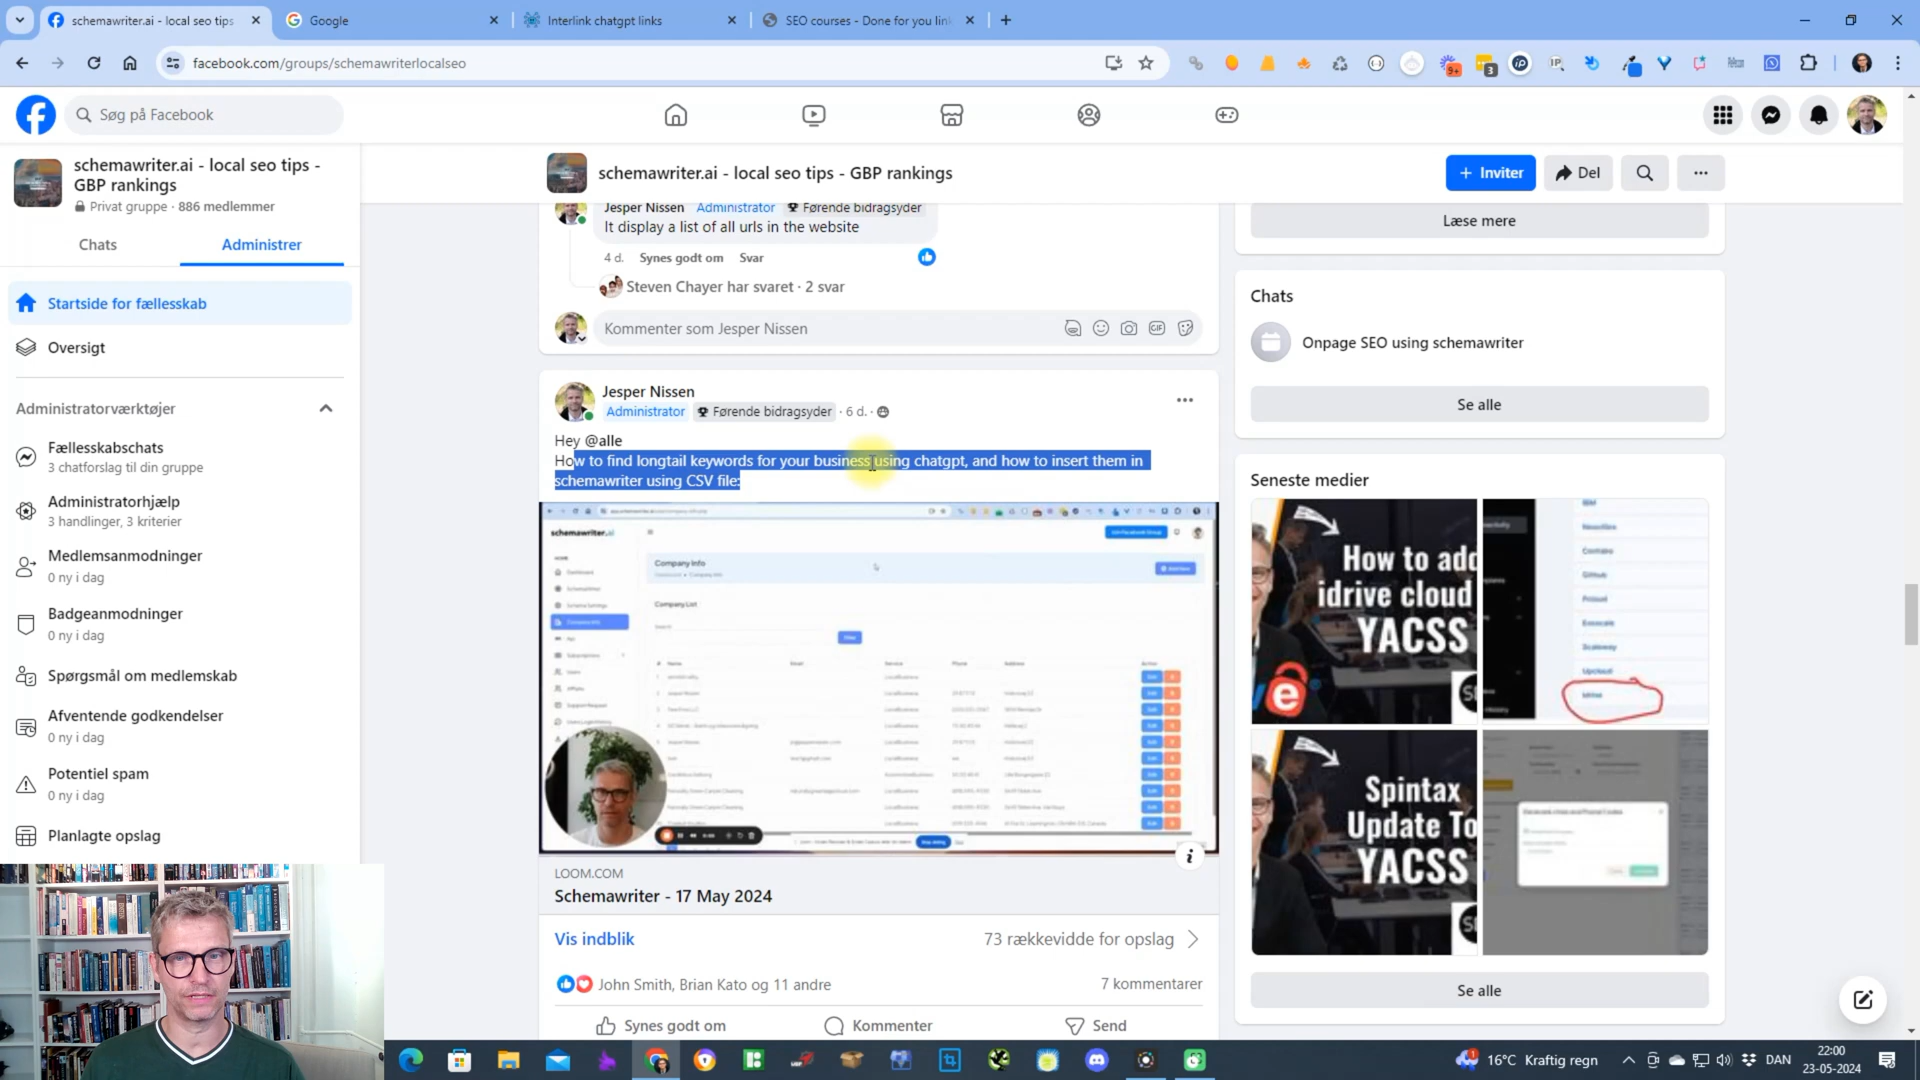 schemawriter.ai - local seo tips
Google
Interlink chatgpt links
SEO courses - Done for you lin
facebook.com/groups/schemawriterlocalseo
9+
3
Søg på Facebook
schemawriter.ai - local seo tips -
GBP rankings
Privat gruppe · 886 medlemmer
Chats
Administrer
Startside for fællesskab
Oversigt
Administratorværktøjer
Fællesskabschats
3 chatforslag til din gruppe
Administratorhjælp
3 handlinger, 3 kriterier
Medlemsanmodninger
0 ny i dag
Badgeanmodninger
0 ny i dag
Spørgsmål om medlemskab
Afventende godkendelser
0 ny i dag
Potentiel spam
0 ny i dag
Planlagte opslag
schemawriter.ai - local seo tips - GBP rankings
+ Inviter
Del
Jesper Nissen Administrator Førende bidragsyder
It display a list of all urls in the website
4 d. Synes godt om Svar
Steven Chayer har svaret · 2 svar
Kommenter som Jesper Nissen
GIF
Jesper Nissen
Administrator Førende bidragsyder · 6 d. ·
Hey @alle
How to find longtail keywords for your business using chatgpt, and how to insert them in
schemawriter using CSV file:
schemawriter.ai
Company Info
Company List
LOOM.COM
Schemawriter - 17 May 2024
Vis indblik
73 rækkevidde for opslag
John Smith, Brian Kato og 11 andre
7 kommentarer
Synes godt om
Kommenter
Send
Læse mere
Chats
Onpage SEO using schemawriter
Se alle
Seneste medier
How to add
idrive cloud
YACSS
Spintax
Update To
YACSS
Se alle
16°C Kraftig regn
DAN
22:00
23-05-2024